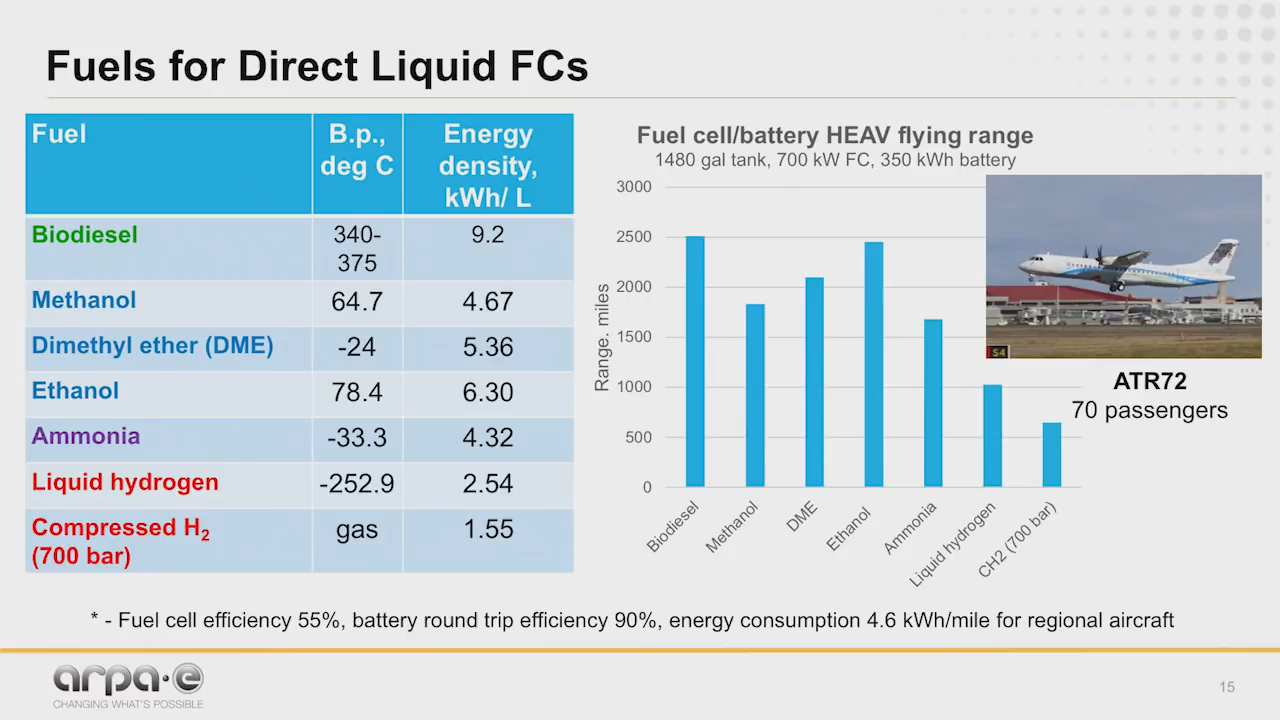 Fuels for Direct Liquid FCs
Fuel
B.p.,
deg C
Energy
density,
kWh/ L
Biodiesel
340-
375
9.2
Methanol
64.7
4.67
Dimethyl ether (DME)
-24
5.36
Ethanol
78.4
6.30
Ammonia
-33.3
4.32
Liquid hydrogen
-252.9
2.54
Compressed H₂
(700 bar)
gas
1.55
Fuel cell/battery HEAV flying range
1480 gal tank, 700 kW FC, 350 kWh battery
Range. miles
3000
2500
2000
1500
1000
500
0
Biodiesel
Methanol
DME
Ethanol
Ammonia
Liquid hydrogen
CH2 (700 bar)
S4
ATR72
70 passengers
* - Fuel cell efficiency 55%, battery round trip efficiency 90%, energy consumption 4.6 kWh/mile for regional aircraft
arpa·e
CHANGING WHAT'S POSSIBLE
15